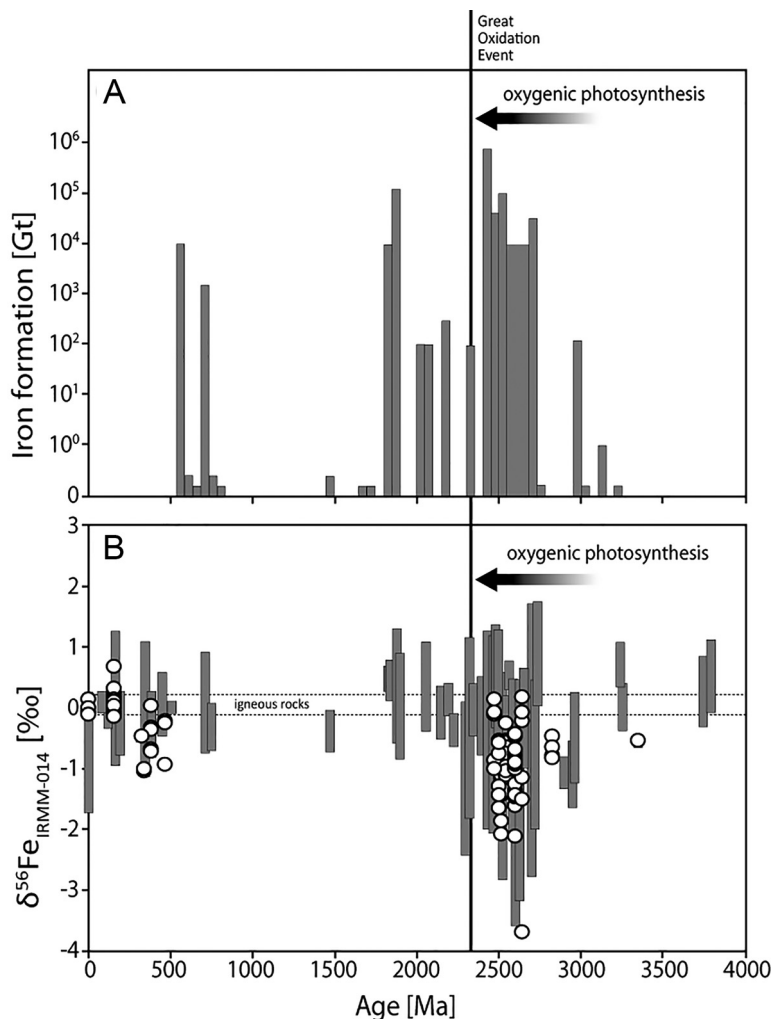 Great
Oxidation
Event
A
oxygenic photosynthesis
Iron formation [Gt]
10⁶
10⁵
10⁴
10³
10²
10¹
10⁰
0
0 500 1000 1500 2000 2500 3000 3500 4000
B
oxygenic photosynthesis
igneous rocks
δ⁵⁶Fe_IRMM-014 [‰]
3
2
1
0
-1
-2
-3
-4
Age [Ma]